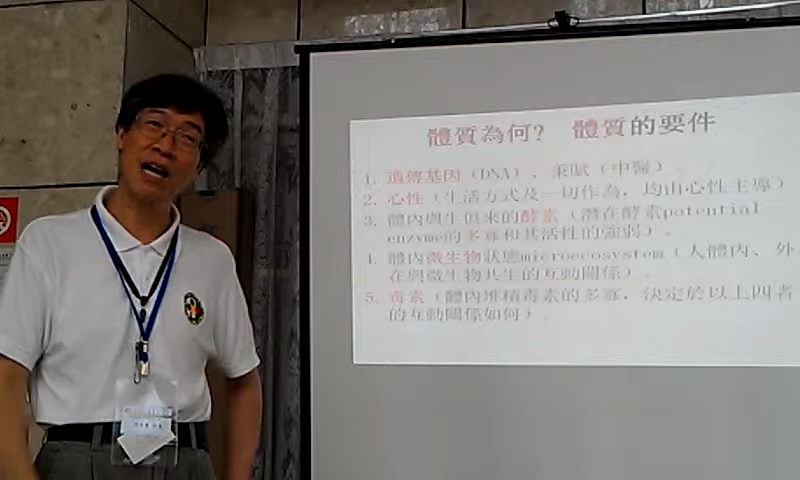 體質為何? 體質的要件
1. 遺傳基因（DNA）、秉賦（中醫）。
2. 心性（生活方式及一切作為，均由心性主導）
3. 體內與生俱來的酵素（潛在酵素potential
enzyme的多寡和其活性的強弱）。
4. 體內微生物狀態microecosystem（人體內、外
在與微生物共生的互動關係）。
5. 毒素（體內堆積毒素的多寡，決定於以上四者
的互動關係如何）。